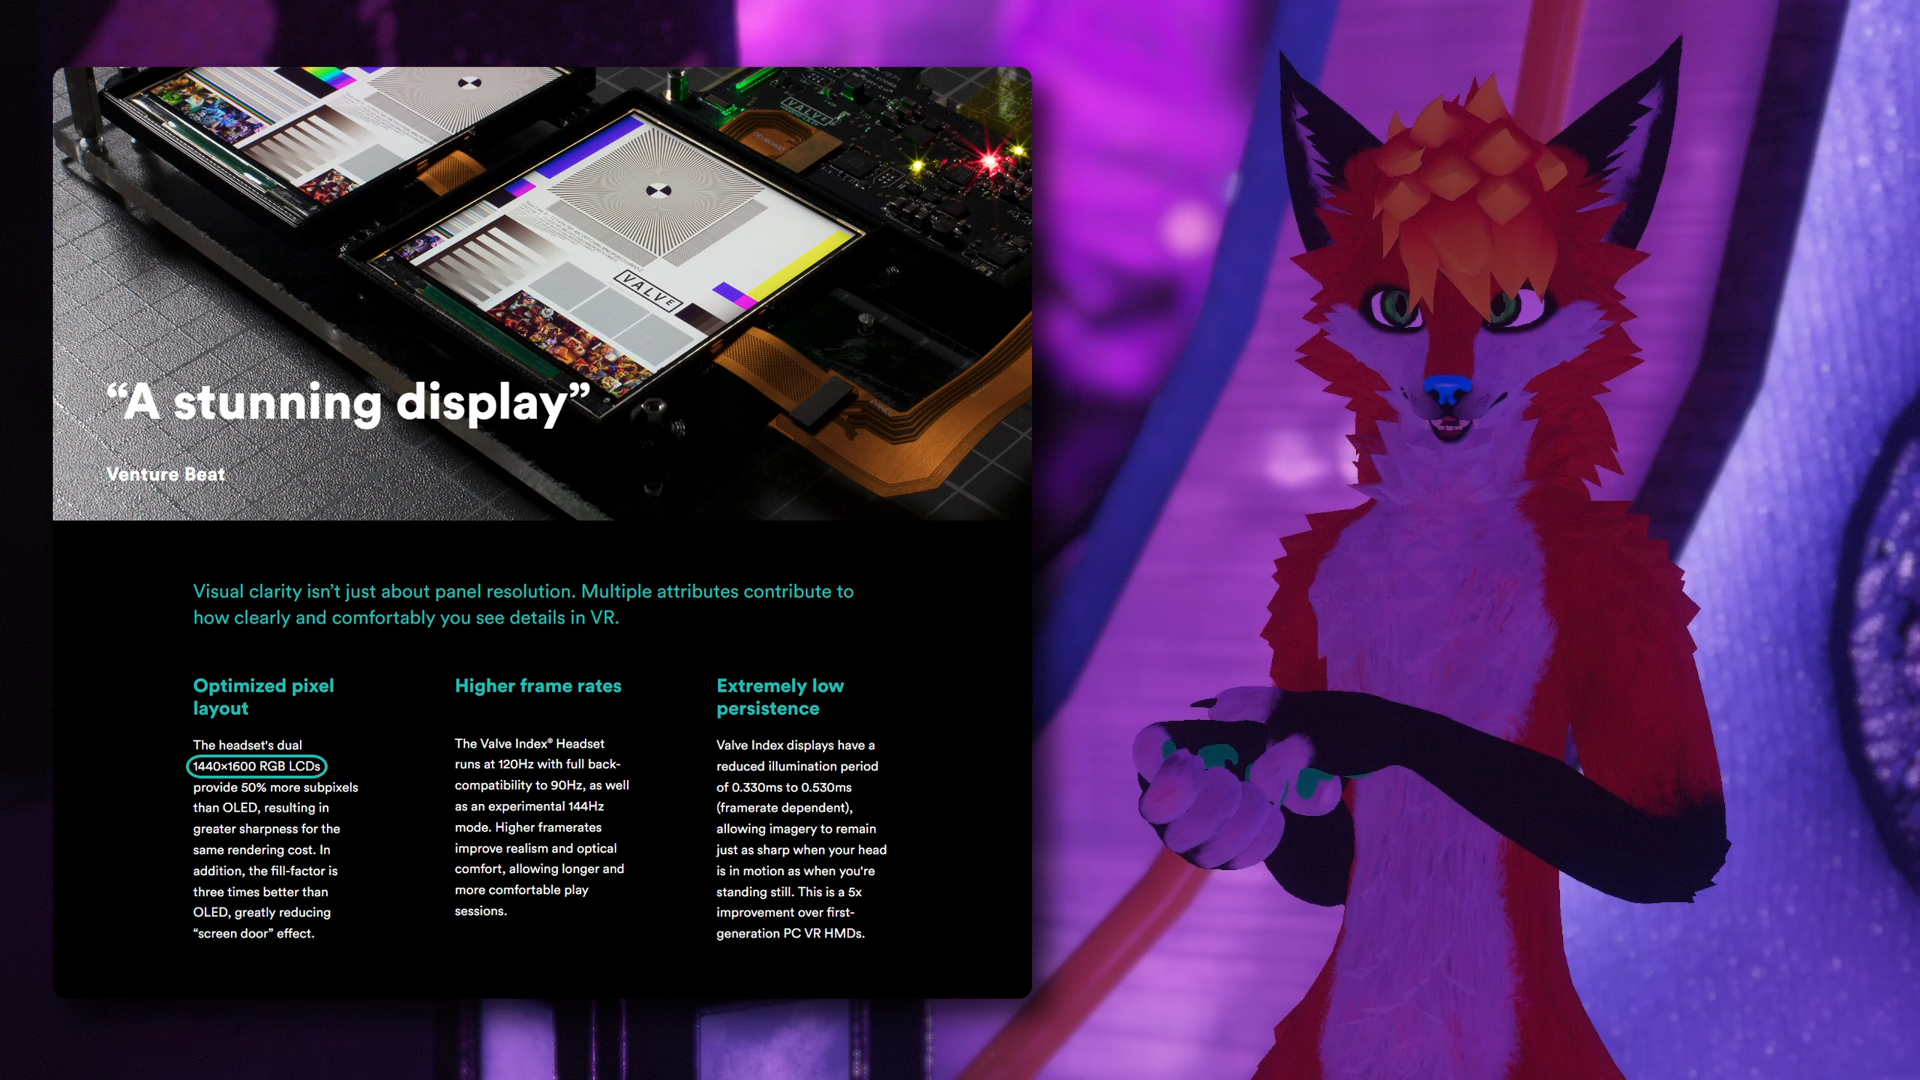 VALVE
VALVE
“A stunning display”
Venture Beat
Visual clarity isn’t just about panel resolution. Multiple attributes contribute to
how clearly and comfortably you see details in VR.
Optimized pixel
layout
The headset's dual
1440×1600 RGB LCDs
provide 50% more subpixels
than OLED, resulting in
greater sharpness for the
same rendering cost. In
addition, the fill-factor is
three times better than
OLED, greatly reducing
“screen door” effect.
Higher frame rates
The Valve Index® Headset
runs at 120Hz with full back-
compatibility to 90Hz, as well
as an experimental 144Hz
mode. Higher framerates
improve realism and optical
comfort, allowing longer and
more comfortable play
sessions.
Extremely low
persistence
Valve Index displays have a
reduced illumination period
of 0.330ms to 0.530ms
(framerate dependent),
allowing imagery to remain
just as sharp when your head
is in motion as when you're
standing still. This is a 5x
improvement over first-
generation PC VR HMDs.